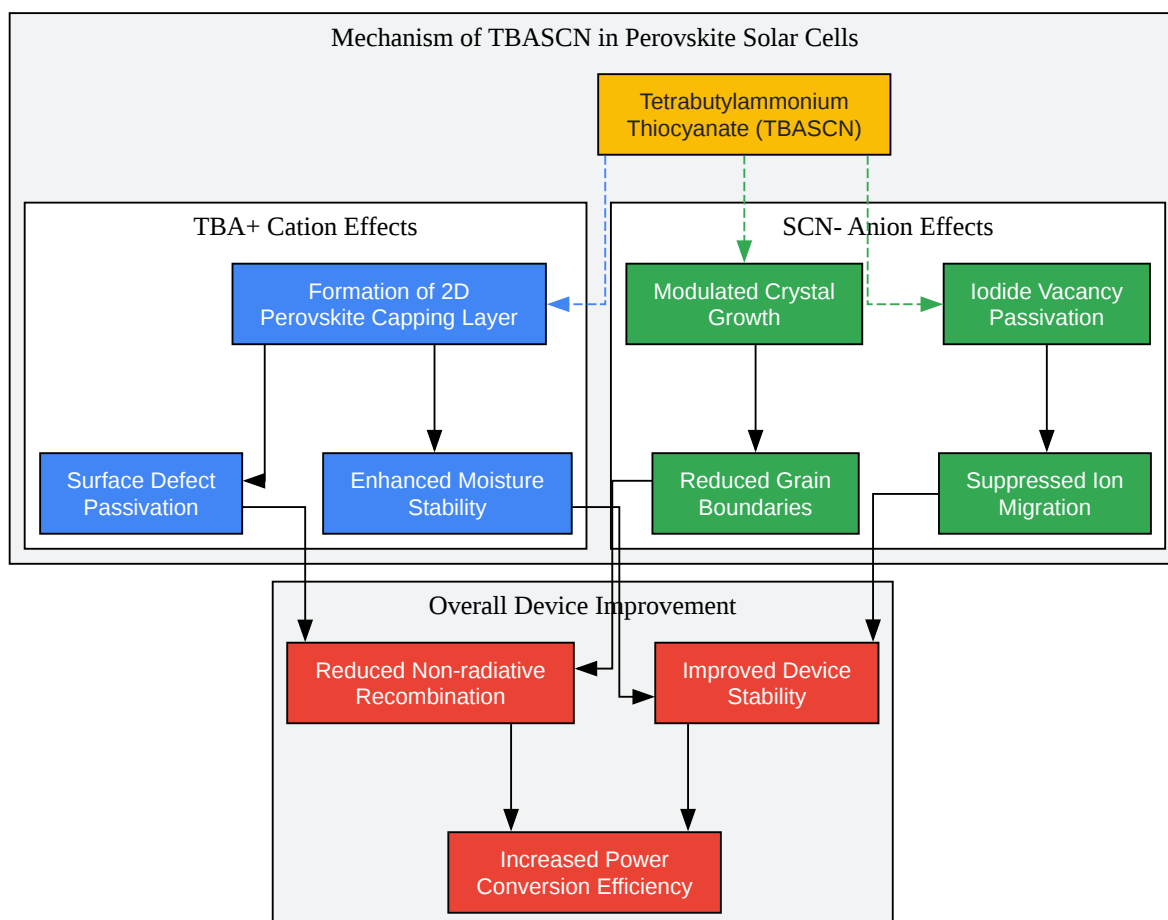 Mechanism of TBASCN in Perovskite Solar Cells
Tetrabutylammonium
Thiocyanate (TBASCN)
TBA+ Cation Effects
Formation of 2D
Perovskite Capping Layer
Surface Defect
Passivation
Enhanced Moisture
Stability
SCN- Anion Effects
Modulated Crystal
Growth
Iodide Vacancy
Passivation
Reduced Grain
Boundaries
Suppressed Ion
Migration
Overall Device Improvement
Reduced Non-radiative
Recombination
Improved Device
Stability
Increased Power
Conversion Efficiency